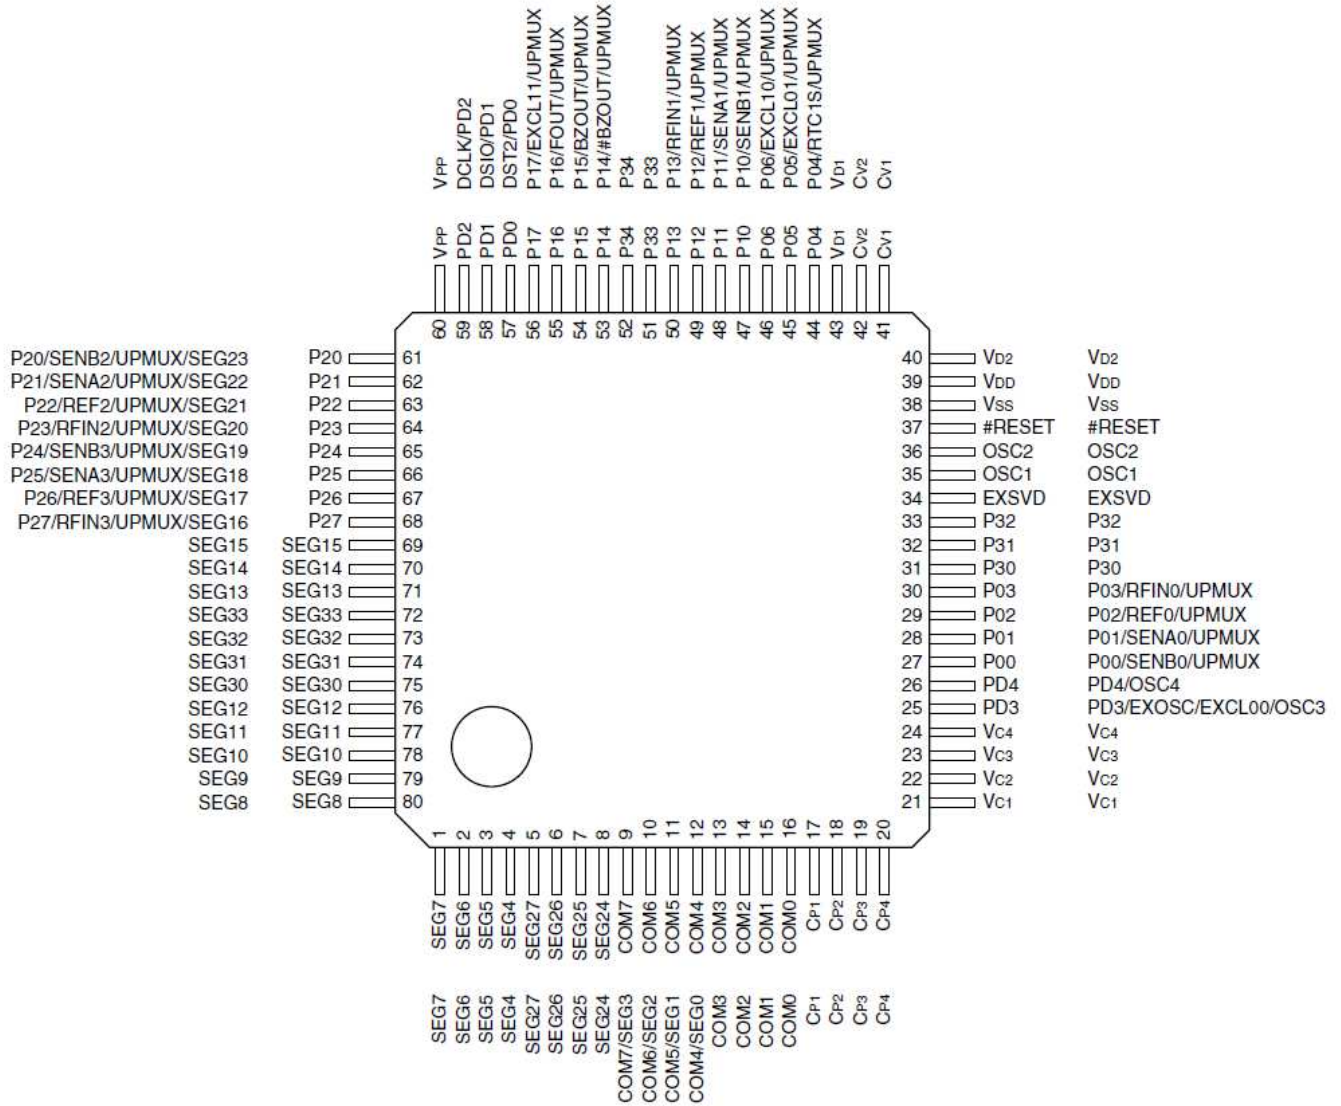 VPP DCLK/PD2 DSIO/PD1 DST2/PD0 P17/EXCL11/UPMUX P16/FOUT/UPMUX P15/BZOUT/UPMUX P14/#BZOUT/UPMUX P34 P33 P13/RFIN1/UPMUX P12/REF1/UPMUX P11/SENA1/UPMUX P10/SENB1/UPMUX P06/EXCL10/UPMUX P05/EXCL01/UPMUX P04/RTC1S/UPMUX VD1 CV2 CV1
VPP PD2 PD1 PD0 P17 P16 P15 P14 P34 P33 P13 P12 P11 P10 P06 P05 P04 VD1 CV2 CV1
60 59 58 57 56 55 54 53 52 51 50 49 48 47 46 45 44 43 42 41
P20/SENB2/UPMUX/SEG23 P20 61 40 VD2 VD2
P21/SENA2/UPMUX/SEG22 P21 62 39 VDD VDD
P22/REF2/UPMUX/SEG21 P22 63 38 VSS VSS
P23/RFIN2/UPMUX/SEG20 P23 64 37 #RESET #RESET
P24/SENB3/UPMUX/SEG19 P24 65 36 OSC2 OSC2
P25/SENA3/UPMUX/SEG18 P25 66 35 OSC1 OSC1
P26/REF3/UPMUX/SEG17 P26 67 34 EXSVD EXSVD
P27/RFIN3/UPMUX/SEG16 P27 68 33 P32 P32
SEG15 SEG15 69 32 P31 P31
SEG14 SEG14 70 31 P30 P30
SEG13 SEG13 71 30 P03 P03/RFIN0/UPMUX
SEG33 SEG33 72 29 P02 P02/REF0/UPMUX
SEG32 SEG32 73 28 P01 P01/SENA0/UPMUX
SEG31 SEG31 74 27 P00 P00/SENB0/UPMUX
SEG30 SEG30 75 26 PD4 PD4/OSC4
SEG12 SEG12 76 25 PD3 PD3/EXOSC/EXCL00/OSC3
SEG11 SEG11 77 24 VC4 VC4
SEG10 SEG10 78 23 VC3 VC3
SEG9 SEG9 79 22 VC2 VC2
SEG8 SEG8 80 21 VC1 VC1
1 2 3 4 5 6 7 8 9 10 11 12 13 14 15 16 17 18 19 20
SEG7 SEG6 SEG5 SEG4 SEG27 SEG26 SEG25 SEG24 COM7 COM6 COM5 COM4 COM3 COM2 COM1 COM0 CP1 CP2 CP3 CP4
SEG7 SEG6 SEG5 SEG4 SEG27 SEG26 SEG25 SEG24 COM7/SEG3 COM6/SEG2 COM5/SEG1 COM4/SEG0 COM3 COM2 COM1 COM0 CP1 CP2 CP3 CP4